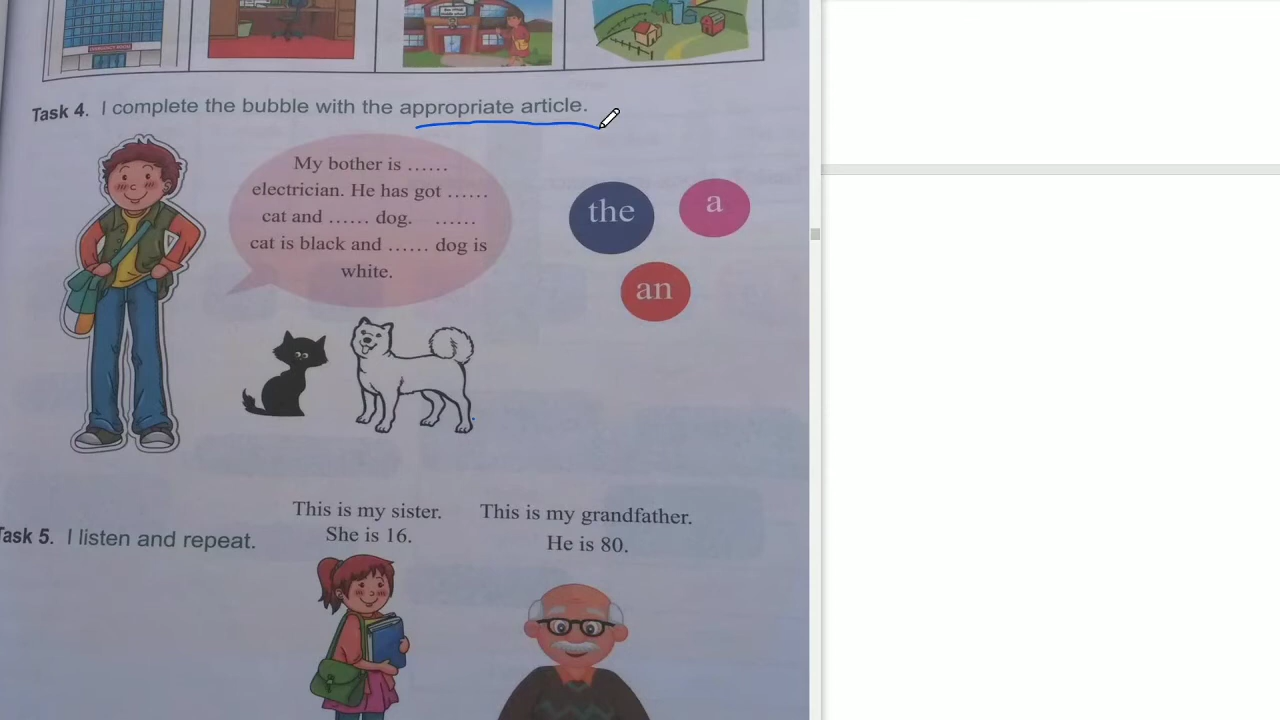 EMERGENCY ROOM
Task 4. I complete the bubble with the appropriate article.
My bother is ......
electrician. He has got ......
cat and ...... dog. ......
cat is black and ...... dog is
white.
the
a
an
This is my sister.
She is 16.
This is my grandfather.
He is 80.
Task 5. I listen and repeat.